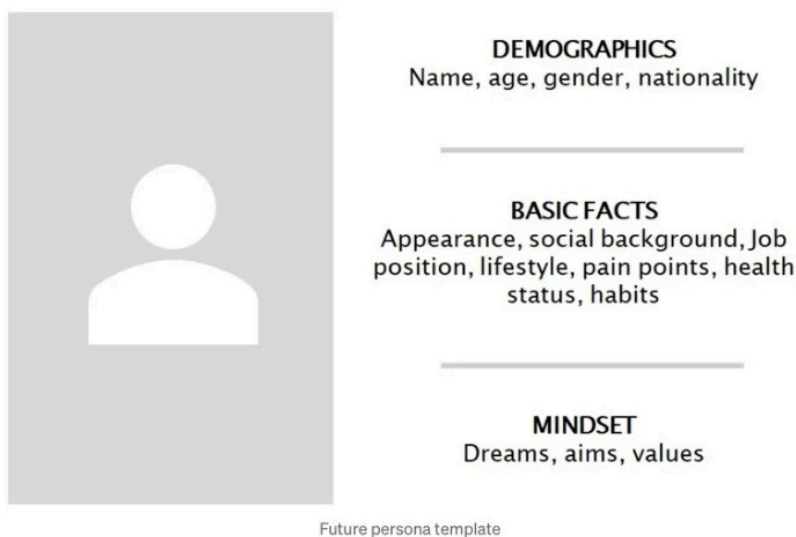 DEMOGRAPHICS
Name, age, gender, nationality
BASIC FACTS
Appearance, social background, Job
position, lifestyle, pain points, health
status, habits
MINDSET
Dreams, aims, values
Future persona template